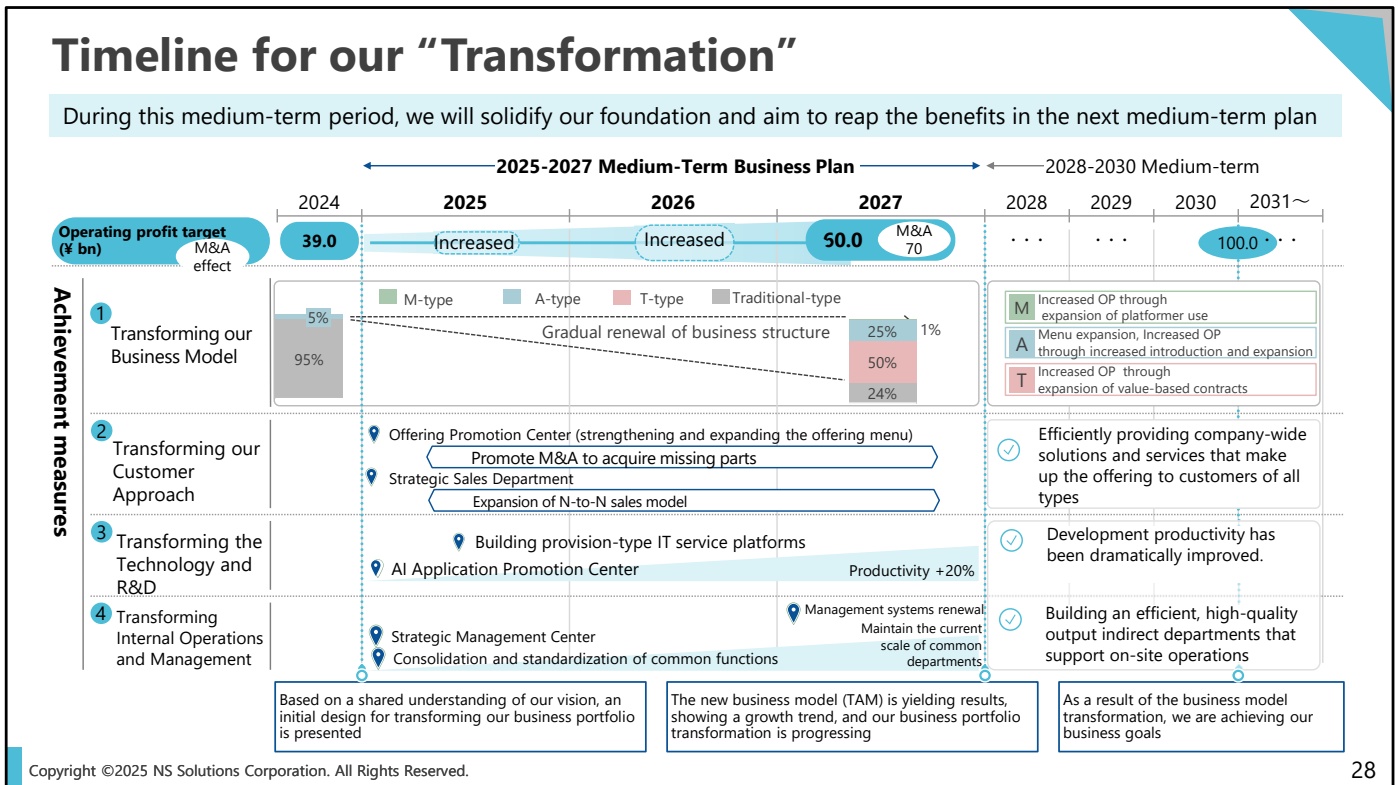 Timeline for our “Transformation”
During this medium-term period, we will solidify our foundation and aim to reap the benefits in the next medium-term plan
2025-2027 Medium-Term Business Plan
2028-2030 Medium-term
2024
2025
2026
2027
2028
2029
2030
2031～
Operating profit target
(¥ bn)
M&A
effect
39.0
Increased
Increased
50.0
M&A
70
・・・
・・・
100.0
・・・
Achievement measures
1
Transforming our
Business Model
5%
95%
M-type
A-type
T-type
Traditional-type
Gradual renewal of business structure
25%
1%
50%
24%
M
Increased OP through
expansion of platformer use
A
Menu expansion, Increased OP
through increased introduction and expansion
T
Increased OP through
expansion of value-based contracts
2
Transforming our
Customer
Approach
Offering Promotion Center (strengthening and expanding the offering menu)
Promote M&A to acquire missing parts
Strategic Sales Department
Expansion of N-to-N sales model
Efficiently providing company-wide
solutions and services that make
up the offering to customers of all
types
3
Transforming the
Technology and
R&D
Building provision-type IT service platforms
AI Application Promotion Center
Productivity +20%
Development productivity has
been dramatically improved.
4
Transforming
Internal Operations
and Management
Management systems renewal
Strategic Management Center
Consolidation and standardization of common functions
Maintain the current
scale of common
departments
Building an efficient, high-quality
output indirect departments that
support on-site operations
Based on a shared understanding of our vision, an
initial design for transforming our business portfolio
is presented
The new business model (TAM) is yielding results,
showing a growth trend, and our business portfolio
transformation is progressing
As a result of the business model
transformation, we are achieving our
business goals
Copyright ©2025 NS Solutions Corporation. All Rights Reserved.
28